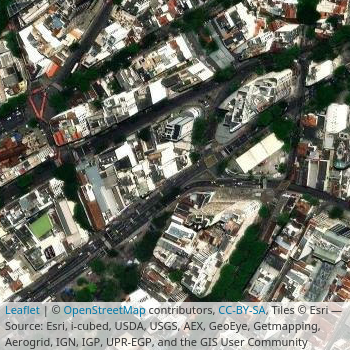 Leaflet | © OpenStreetMap contributors, CC-BY-SA, Tiles © Esri —
Source: Esri, i-cubed, USDA, USGS, AEX, GeoEye, Getmapping,
Aerogrid, IGN, IGP, UPR-EGP, and the GIS User Community